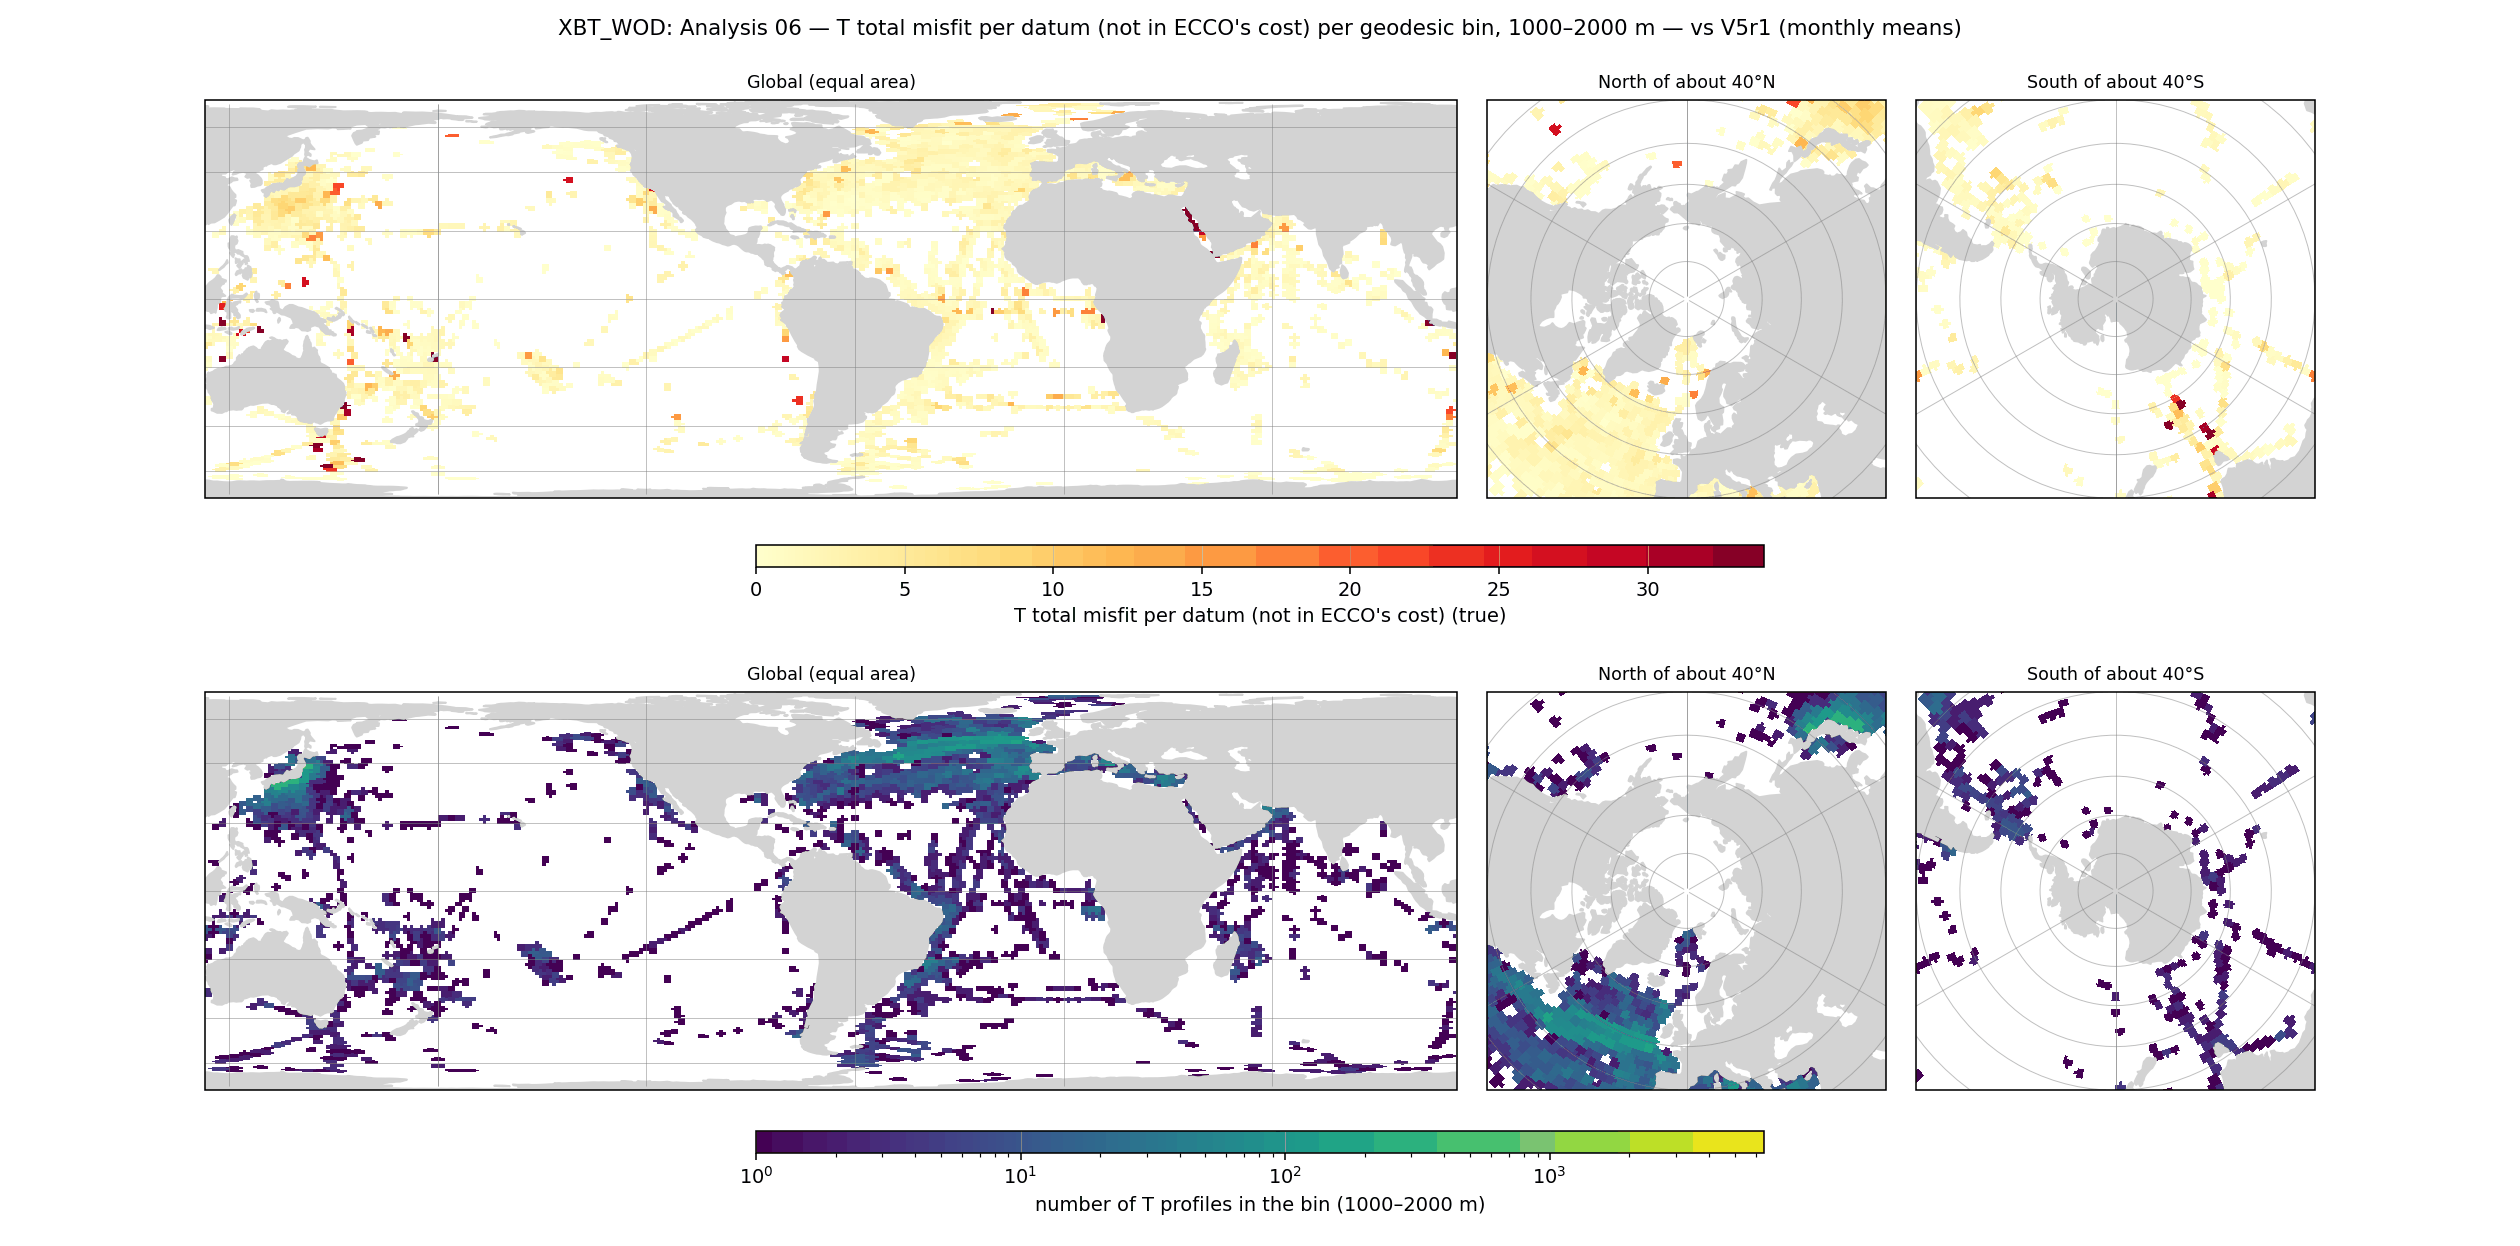 XBT_WOD: Analysis 06 — T total misfit per datum (not in ECCO's cost) per geodesic bin, 1000–2000 m — vs V5r1 (monthly means)
Global (equal area)
North of about 40°N
South of about 40°S
0 5 10 15 20 25 30
T total misfit per datum (not in ECCO's cost) (true)
Global (equal area)
North of about 40°N
South of about 40°S
10⁰ 10¹ 10² 10³
number of T profiles in the bin (1000–2000 m)